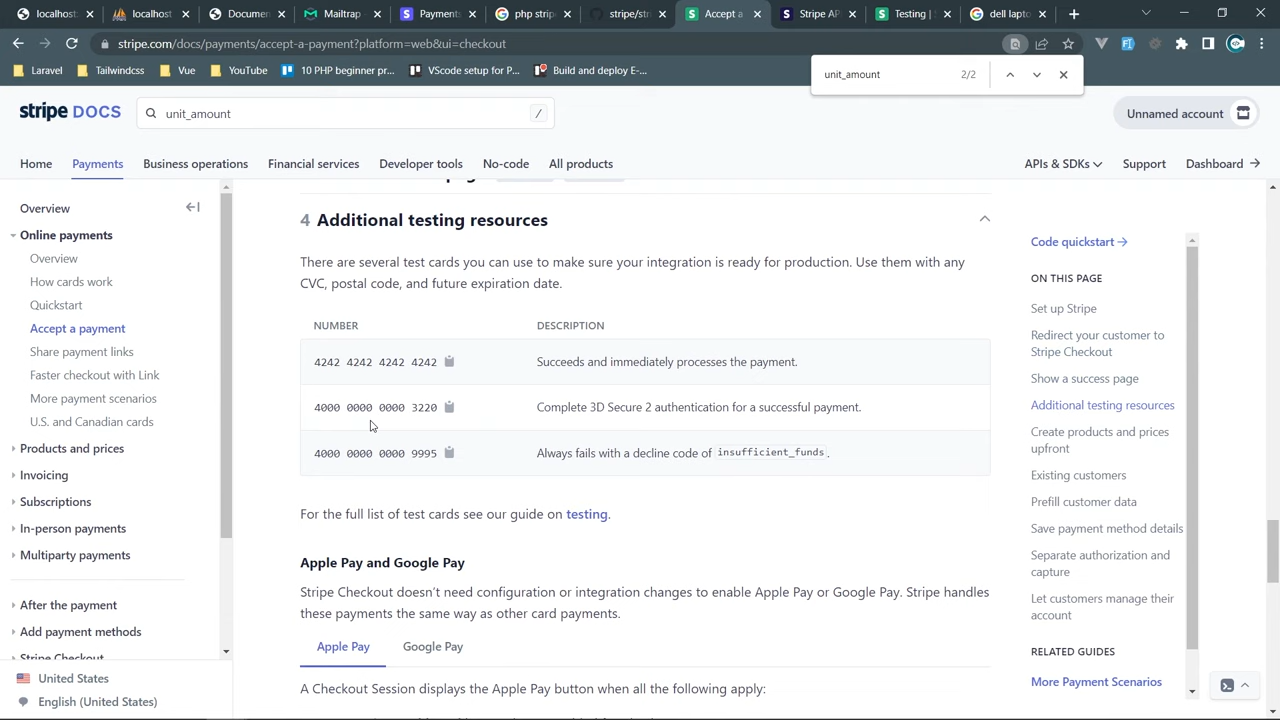 localhost:
localhost
Documen
Mailtrap
Payments
php stripe
stripe/str
Accept a
Stripe API
Testing | S
dell lapto
stripe.com/docs/payments/accept-a-payment?platform=web&ui=checkout
Laravel
Tailwindcss
Vue
YouTube
10 PHP beginner pr...
VScode setup for P...
Build and deploy E-...
unit_amount
2/2
stripe DOCS
unit_amount
/
Unnamed account
Home
Payments
Business operations
Financial services
Developer tools
No-code
All products
APIs & SDKs
Support
Dashboard
Overview
Online payments
Overview
How cards work
Quickstart
Accept a payment
Share payment links
Faster checkout with Link
More payment scenarios
U.S. and Canadian cards
Products and prices
Invoicing
Subscriptions
In-person payments
Multiparty payments
After the payment
Add payment methods
Stripe Checkout
United States
English (United States)
4 Additional testing resources
There are several test cards you can use to make sure your integration is ready for production. Use them with any
CVC, postal code, and future expiration date.
NUMBER
DESCRIPTION
4242 4242 4242 4242
Succeeds and immediately processes the payment.
4000 0000 0000 3220
Complete 3D Secure 2 authentication for a successful payment.
4000 0000 0000 9995
Always fails with a decline code of insufficient_funds.
For the full list of test cards see our guide on testing.
Apple Pay and Google Pay
Stripe Checkout doesn't need configuration or integration changes to enable Apple Pay or Google Pay. Stripe handles
these payments the same way as other card payments.
Apple Pay
Google Pay
A Checkout Session displays the Apple Pay button when all the following apply:
Code quickstart
ON THIS PAGE
Set up Stripe
Redirect your customer to
Stripe Checkout
Show a success page
Additional testing resources
Create products and prices
upfront
Existing customers
Prefill customer data
Save payment method details
Separate authorization and
capture
Let customers manage their
account
RELATED GUIDES
More Payment Scenarios